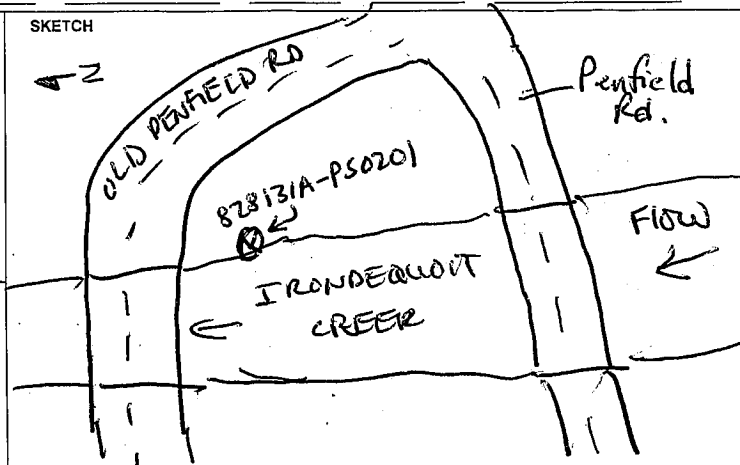 SKETCH
N
OLD PENFIELD RD
Penfield
Rd.
828131A-PS0201
FLOW
IRONDEQUOIT
CREEK